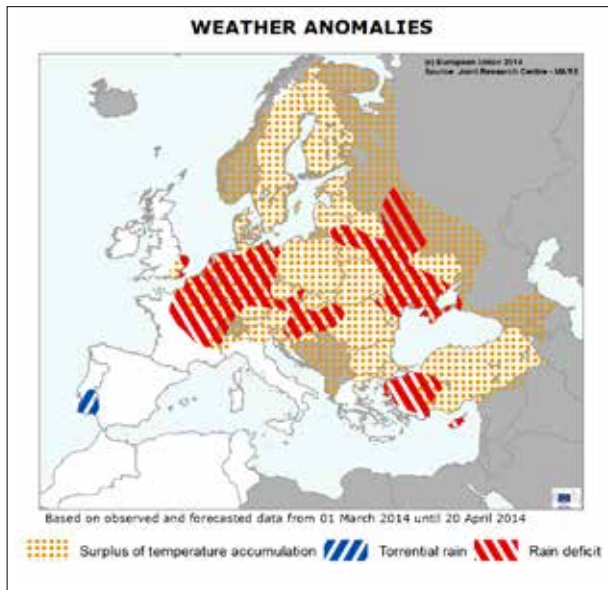 WEATHER ANOMALIES
(c) European Union 2014
Source: Joint Research Centre - MARS
Based on observed and forecasted data from 01 March 2014 until 20 April 2014
Surplus of temperature accumulation Torrential rain Rain deficit